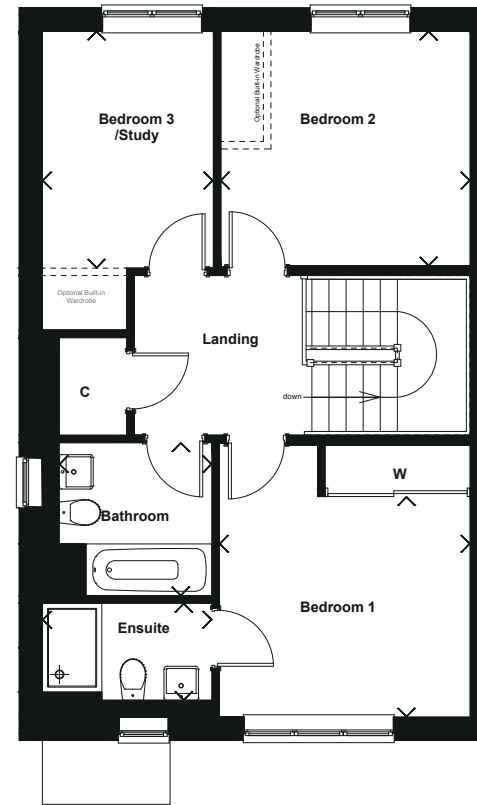 Optional Built-in Wardrobe
Bedroom 3
/Study
Bedroom 2
Optional Built-in
Wardrobe
Landing
C
down
W
Bathroom
Bedroom 1
Ensuite